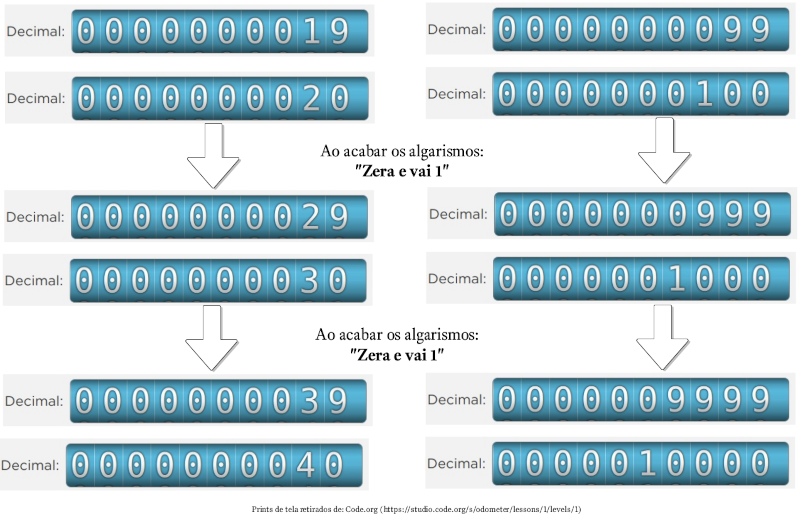 Decimal: 0000000019
Decimal: 0000000099
Decimal: 0000000020
Decimal: 0000000100
Ao acabar os algarismos:
"Zera e vai 1"
Decimal: 0000000029
Decimal: 0000000999
Decimal: 0000000030
Decimal: 0000001000
Ao acabar os algarismos:
"Zera e vai 1"
Decimal: 0000000039
Decimal: 0000009999
Decimal: 0000000040
Decimal: 0000010000
Prints de tela retirados de: Code.org (https://studio.code.org/s/odometer/lessons/1/levels/1)